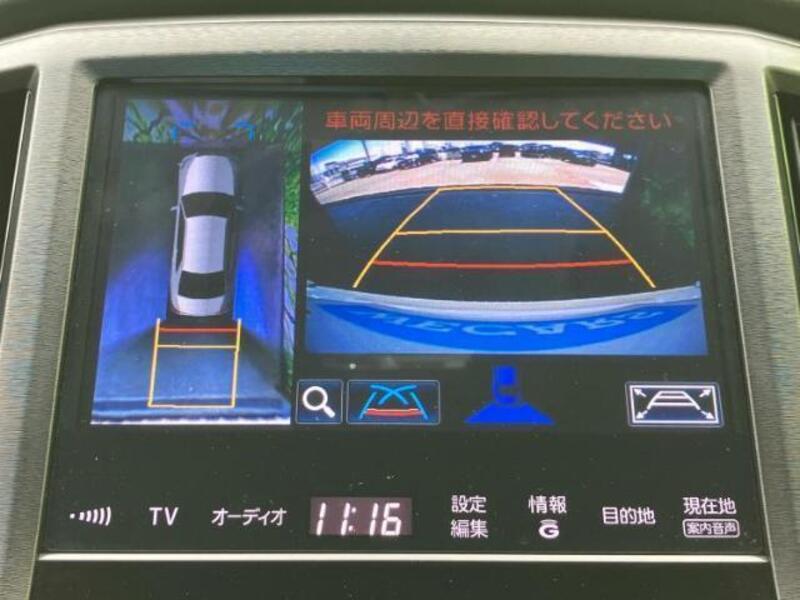 車両周辺を直接確認してください
MEGCARS
TV
オーディオ
11:16
設定
編集
情報
G
目的地
現在地
案内音声